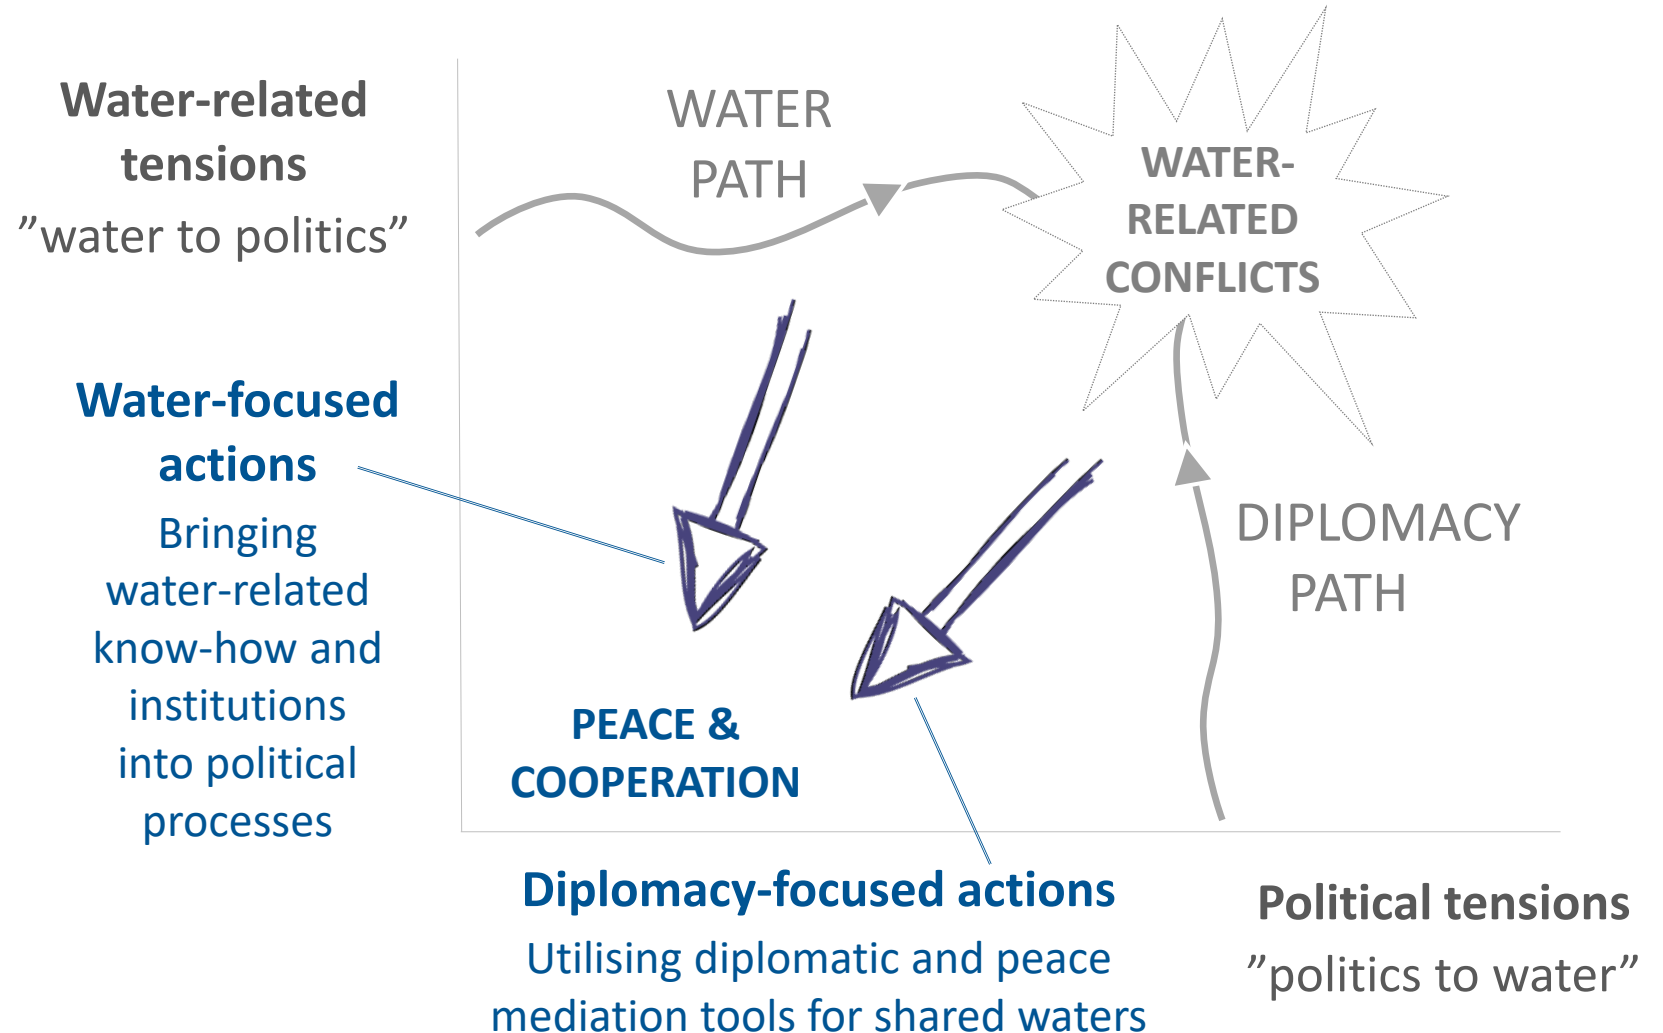 Water-related
tensions
”water to politics”
WATER
PATH
WATER-
RELATED
CONFLICTS
Water-focused
actions
Bringing
water-related
know-how and
institutions
into political
processes
DIPLOMACY
PATH
PEACE &
COOPERATION
Diplomacy-focused actions
Utilising diplomatic and peace
mediation tools for shared waters
Political tensions
”politics to water”